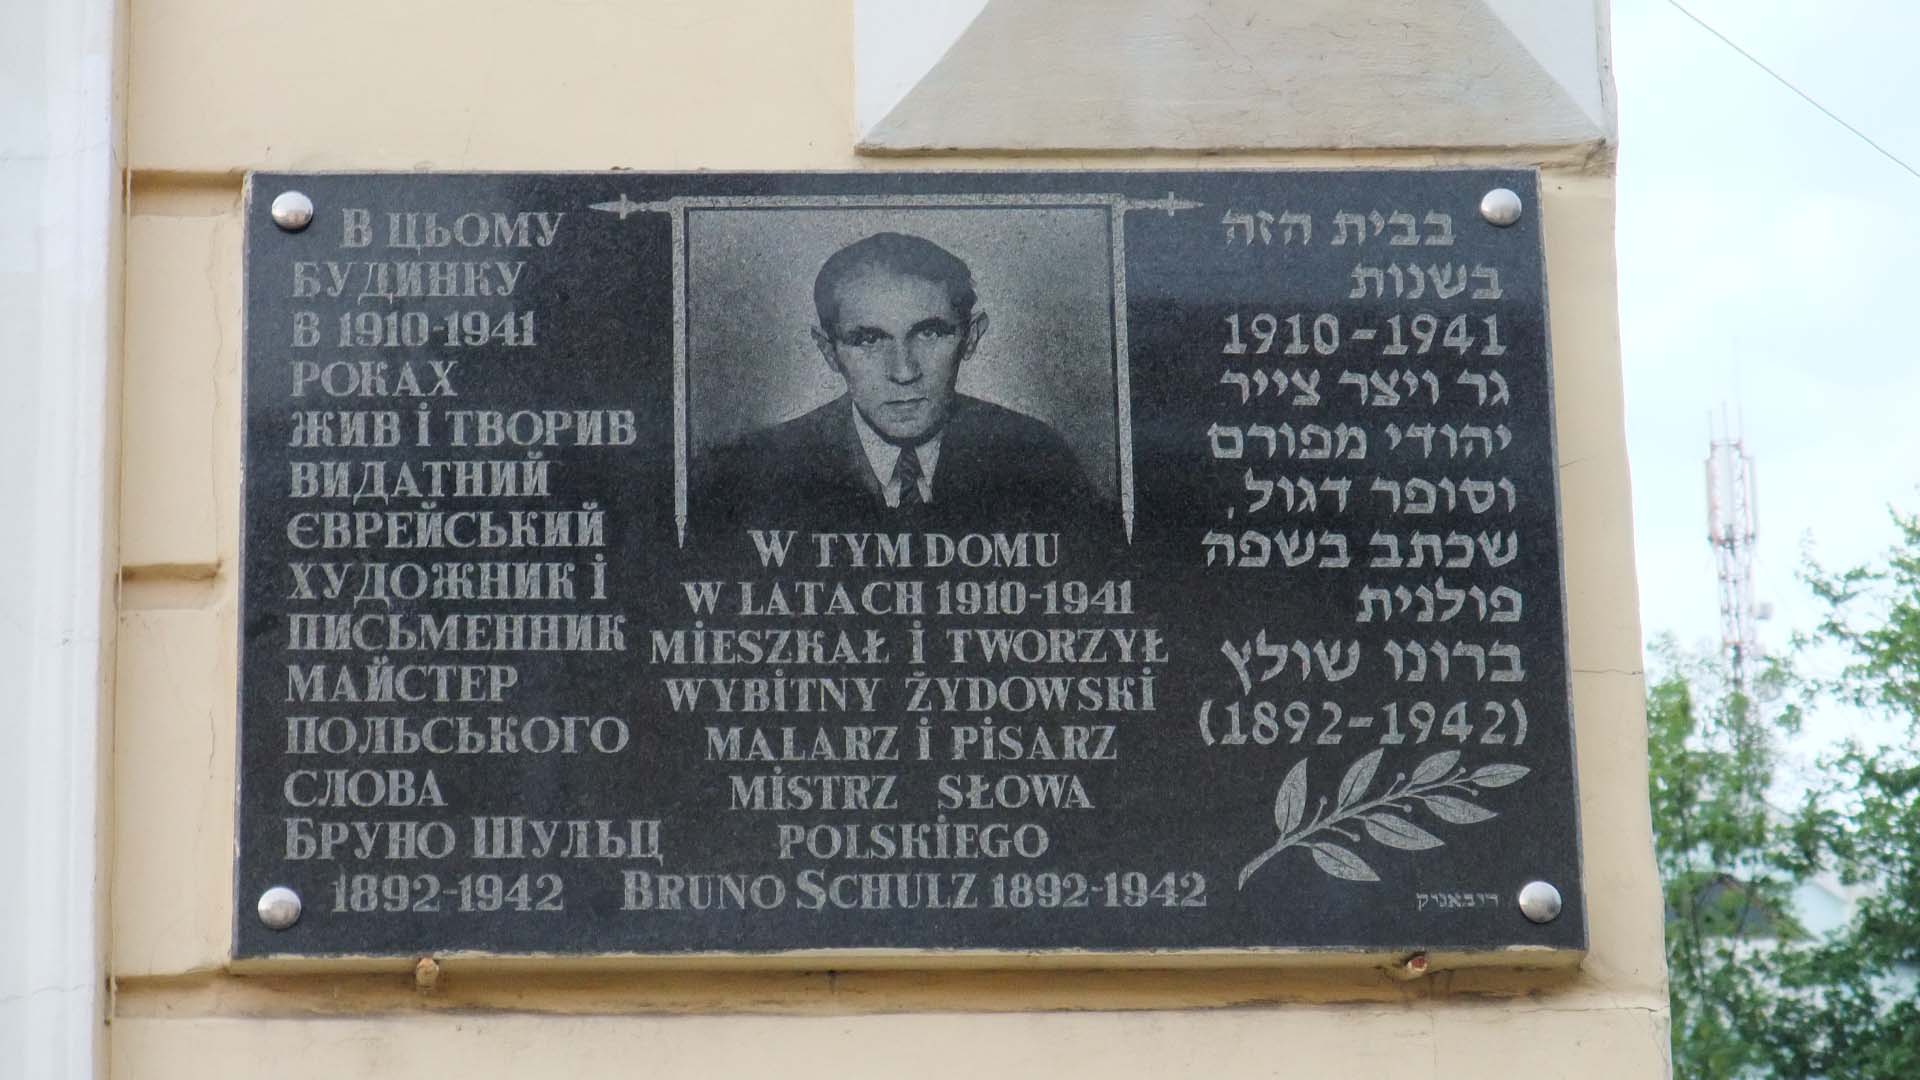 В ЦЬОМУ
БУДИНКУ
В 1910-1941
РОКАХ
ЖИВ І ТВОРИВ
ВИДАТНИЙ
ЄВРЕЙСЬКИЙ
ХУДОЖНИК І
ПИСЬМЕННИК
МАЙСТЕР
ПОЛЬСЬКОГО
СЛОВА
БРУНО ШУЛЬЦ
1892-1942
W TYM DOMU
W LATACH 1910-1941
MIESZKAŁ I TWORZYŁ
WYBITNY ŻYDOWSKI
MALARZ I PISARZ
MISTRZ SŁOWA
POLSKIEGO
BRUNO SCHULZ 1892-1942
בבית הזה
בשנות
1910-1941
גר ויצר צייר
יהודי מפורם
וסופר דגול,
שכתב בשפה
פולנית
ברונו שולץ
(1892-1942)